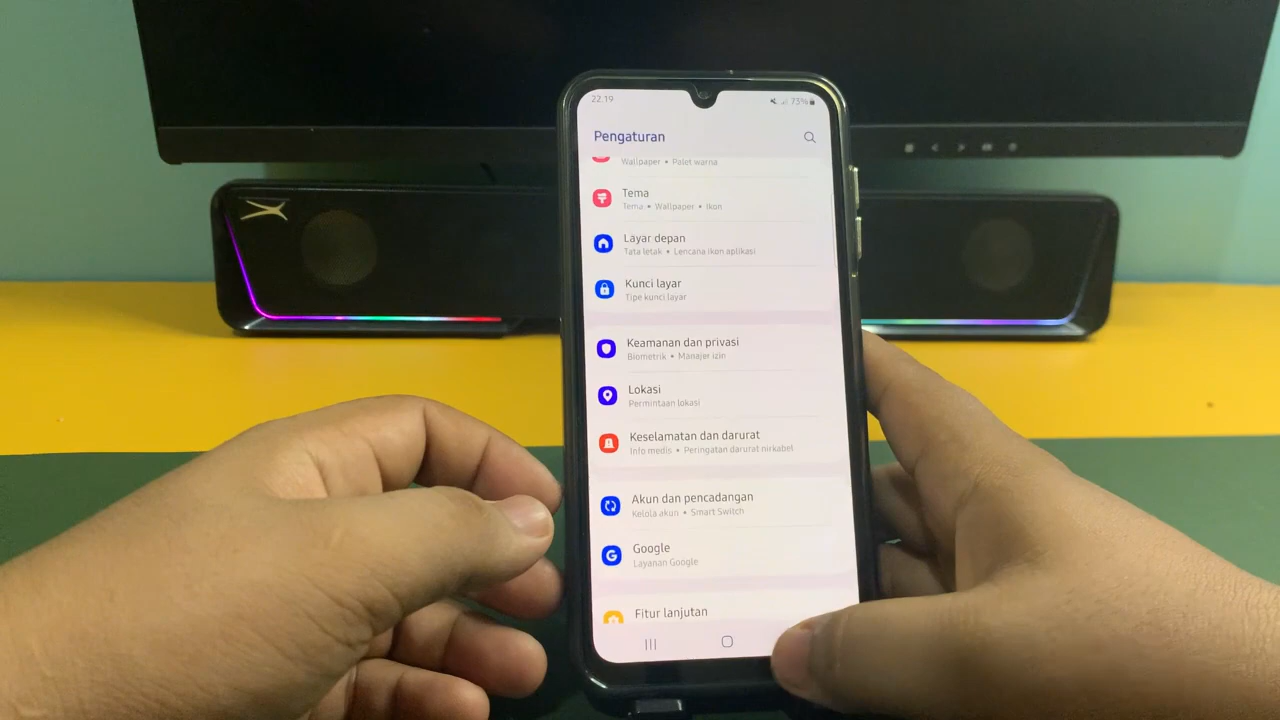 22.19
73%
Pengaturan
Wallpaper • Palet warna
Tema
Tema • Wallpaper • Ikon
Layar depan
Tata letak • Lencana ikon aplikasi
Kunci layar
Tipe kunci layar
Keamanan dan privasi
Biometrik • Manajer izin
Lokasi
Permintaan lokasi
Keselamatan dan darurat
Info medis • Peringatan darurat nirkabel
Akun dan pencadangan
Kelola akun • Smart Switch
Google
Layanan Google
Fitur lanjutan